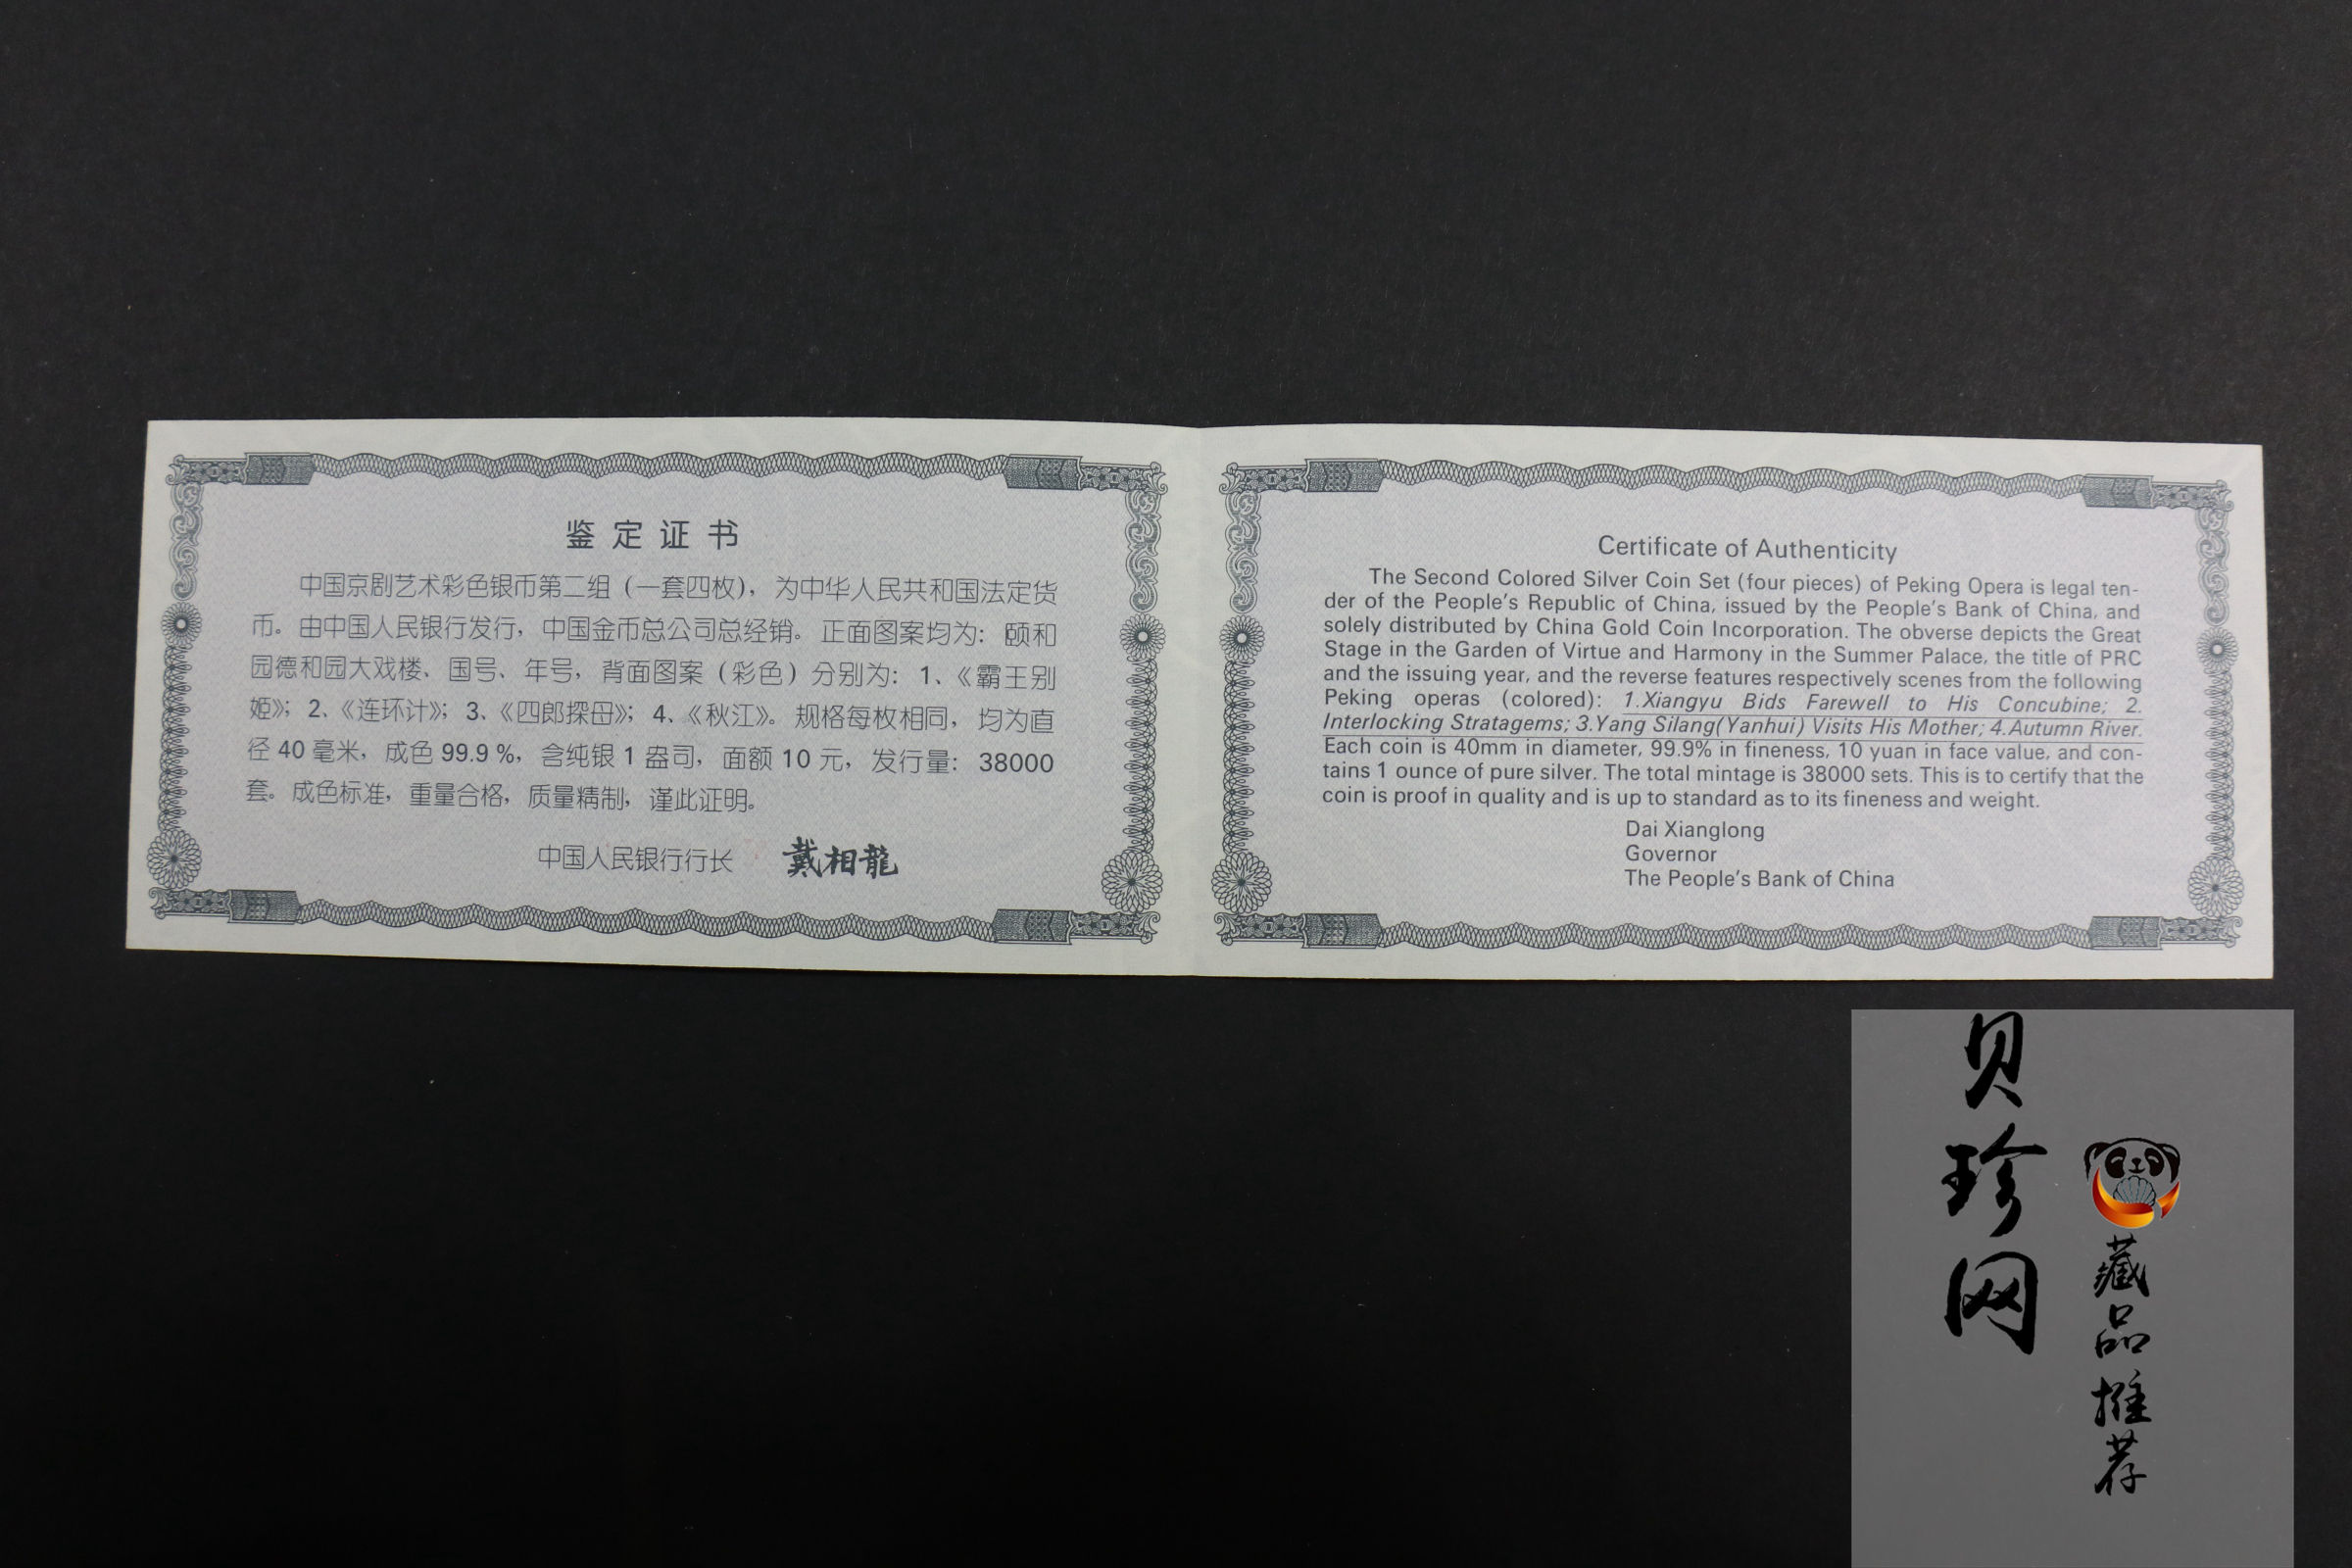 鉴定证书
中国京剧艺术彩色银币第二组（一套四枚），为中华人民共和国法定货
币。由中国人民银行发行，中国金币总公司总经销。正面图案均为：颐和
园德和园大戏楼、国号、年号，背面图案（彩色）分别为：1、《霸王别
姬》；2、《连环计》；3、《四郎探母》；4、《秋江》。规格每枚相同，均为直
径 40 毫米，成色 99.9 %，含纯银 1 盎司，面额 10 元，发行量：38000
套。成色标准，重量合格，质量精制，谨此证明。
中国人民银行行长 戴相龍
Certificate of Authenticity
The Second Colored Silver Coin Set (four pieces) of Peking Opera is legal ten-
der of the People's Republic of China, issued by the People's Bank of China, and
solely distributed by China Gold Coin Incorporation. The obverse depicts the Great
Stage in the Garden of Virtue and Harmony in the Summer Palace, the title of PRC
and the issuing year, and the reverse features respectively scenes from the following
Peking operas (colored): 1.Xiangyu Bids Farewell to His Concubine; 2.
Interlocking Stratagems; 3.Yang Silang(Yanhui) Visits His Mother; 4.Autumn River.
Each coin is 40mm in diameter, 99.9% in fineness, 10 yuan in face value, and con-
tains 1 ounce of pure silver. The total mintage is 38000 sets. This is to certify that the
coin is proof in quality and is up to standard as to its fineness and weight.
Dai Xianglong
Governor
The People's Bank of China
贝珍网
藏品推荐